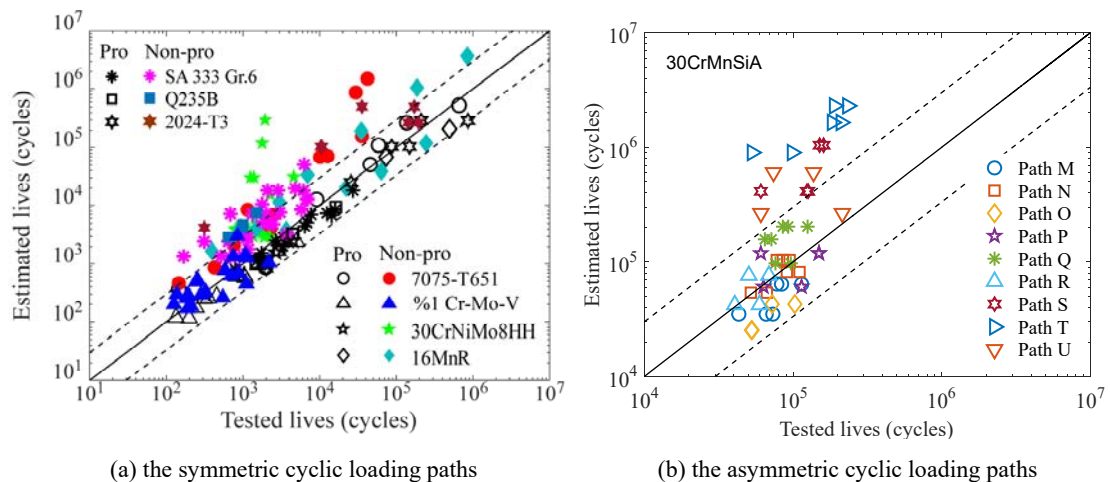 10^7
10^6
10^5
10^4
10^3
10^2
10^1
Estimated lives (cycles)
Pro Non-pro
SA 333 Gr.6
Q235B
2024-T3
Pro Non-pro
7075-T651
%1 Cr-Mo-V
30CrNiMo8HH
16MnR
10^1 10^2 10^3 10^4 10^5 10^6 10^7
Tested lives (cycles)
(a) the symmetric cyclic loading paths
10^7
10^6
10^5
10^4
Estimated lives (cycles)
30CrMnSiA
Path M
Path N
Path O
Path P
Path Q
Path R
Path S
Path T
Path U
10^4 10^5 10^6 10^7
Tested lives (cycles)
(b) the asymmetric cyclic loading paths